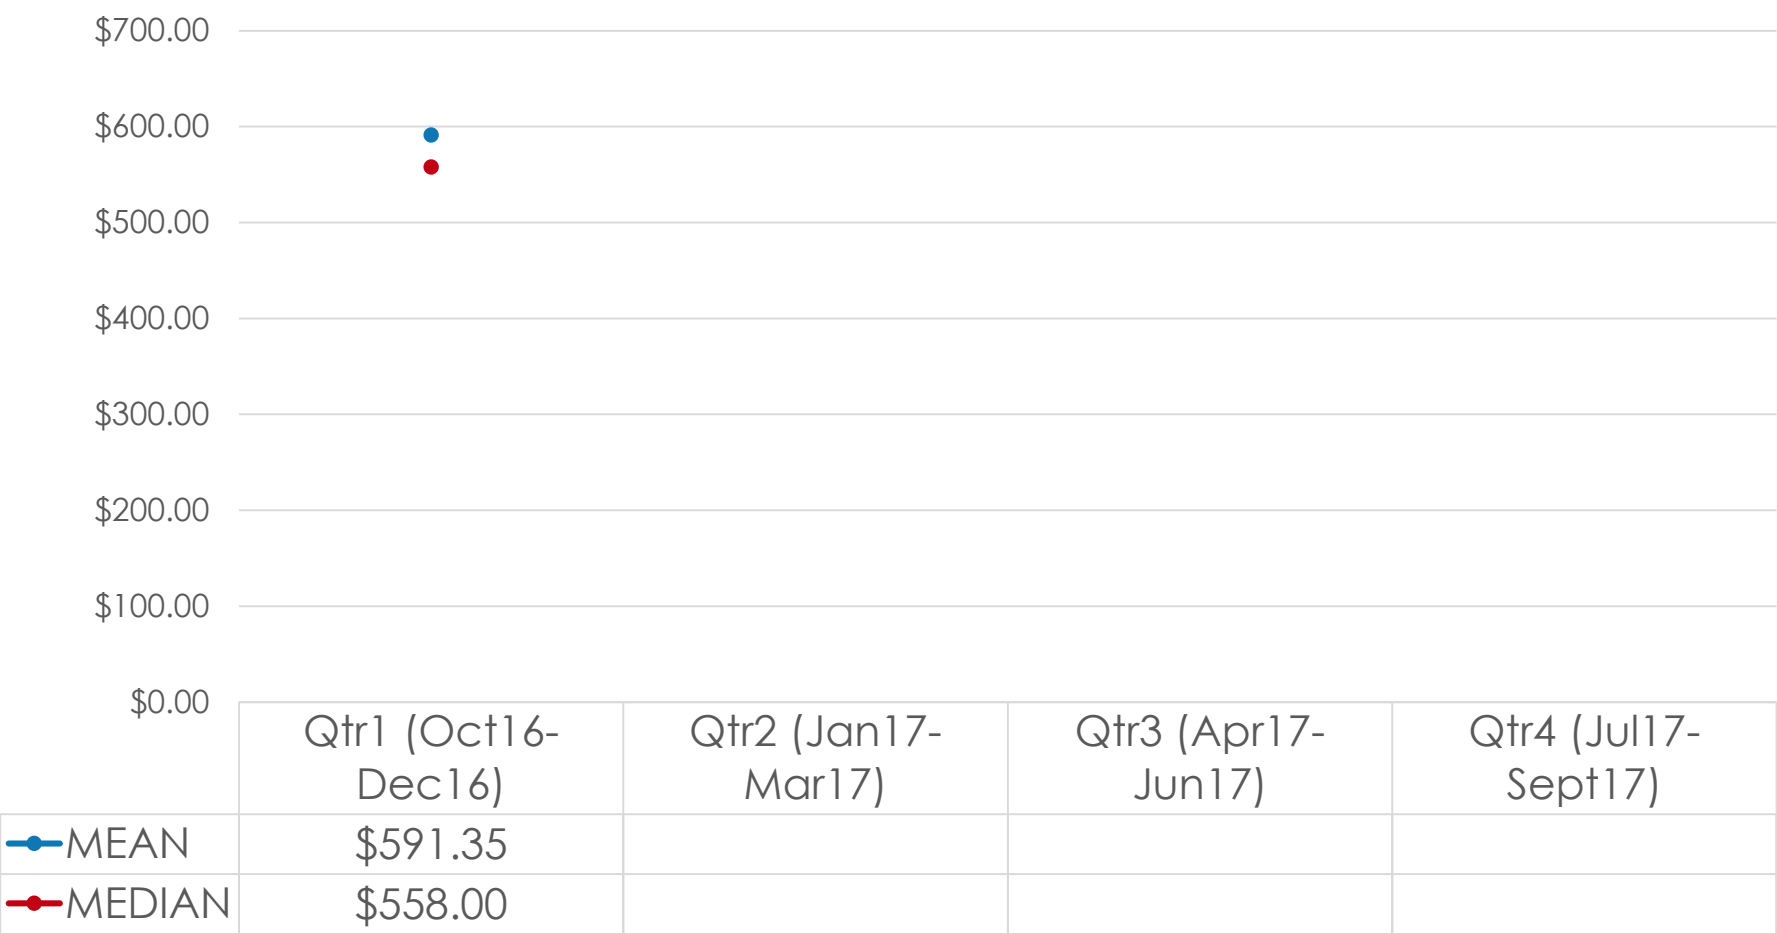 $700.00
$600.00
$500.00
$400.00
$300.00
$200.00
$100.00
$0.00
Qtr1 (Oct16-
Dec16)
Qtr2 (Jan17-
Mar17)
Qtr3 (Apr17-
Jun17)
Qtr4 (Jul17-
Sept17)
MEAN $591.35
MEDIAN $558.00